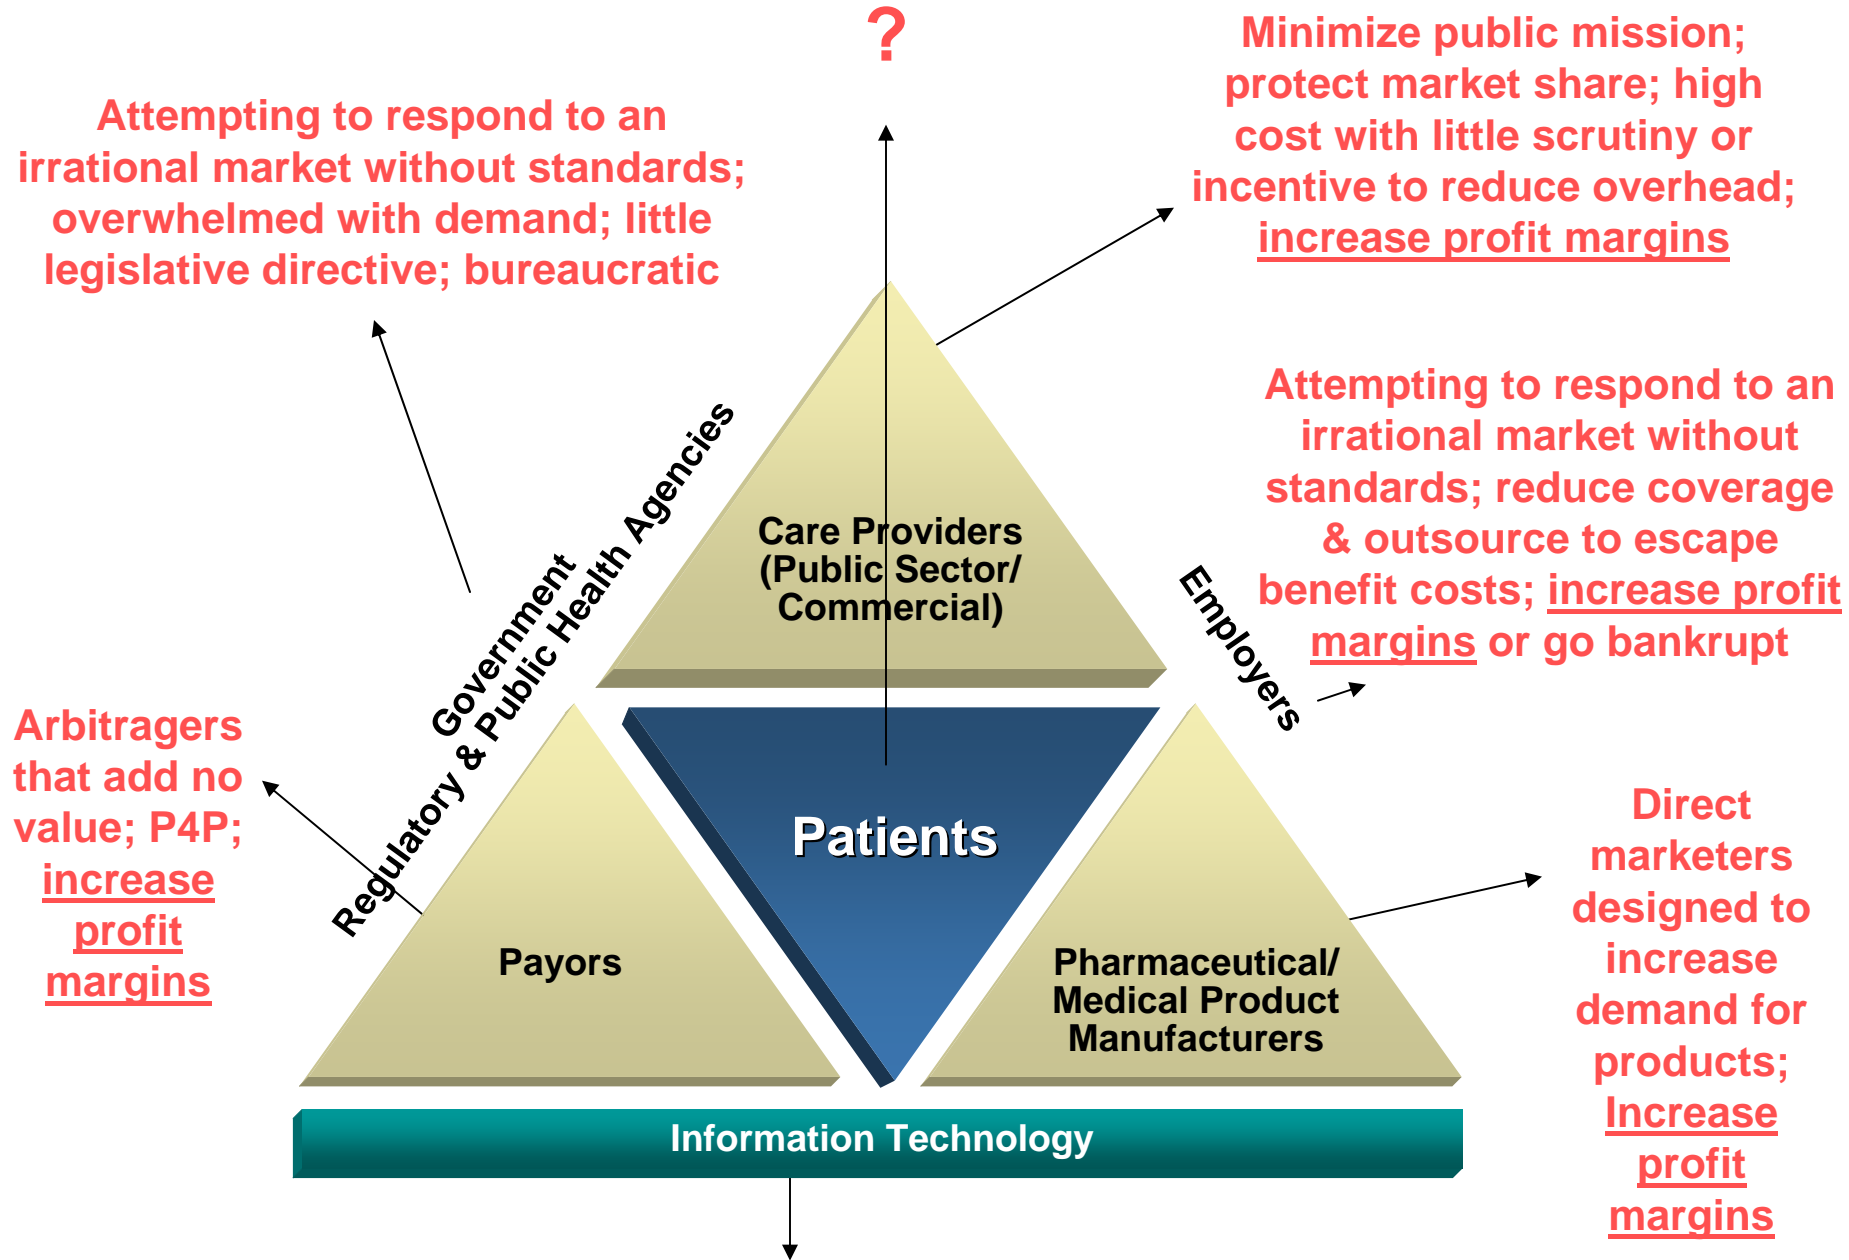 ?
Minimize public mission;
protect market share; high
cost with little scrutiny or
incentive to reduce overhead;
increase profit margins
Attempting to respond to an
irrational market without standards;
overwhelmed with demand; little
legislative directive; bureaucratic
Attempting to respond to an
irrational market without
standards; reduce coverage
& outsource to escape
benefit costs; increase profit
margins or go bankrupt
Government
Regulatory & Public Health Agencies
Care Providers
(Public Sector/
Commercial)
Employers
Arbitragers
that add no
value; P4P;
increase
profit
margins
Patients
Direct
marketers
designed to
increase
demand for
products;
Increase
profit
margins
Payors
Pharmaceutical/
Medical Product
Manufacturers
Information Technology